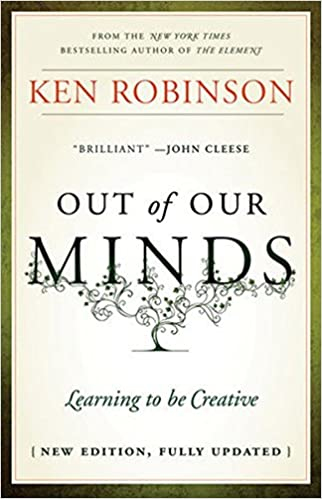 FROM THE NEW YORK TIMES
BESTSELLING AUTHOR OF THE ELEMENT
KEN ROBINSON
"BRILLIANT" —JOHN CLEESE
OUT of OUR
MINDS
Learning to be Creative
{ NEW EDITION, FULLY UPDATED }